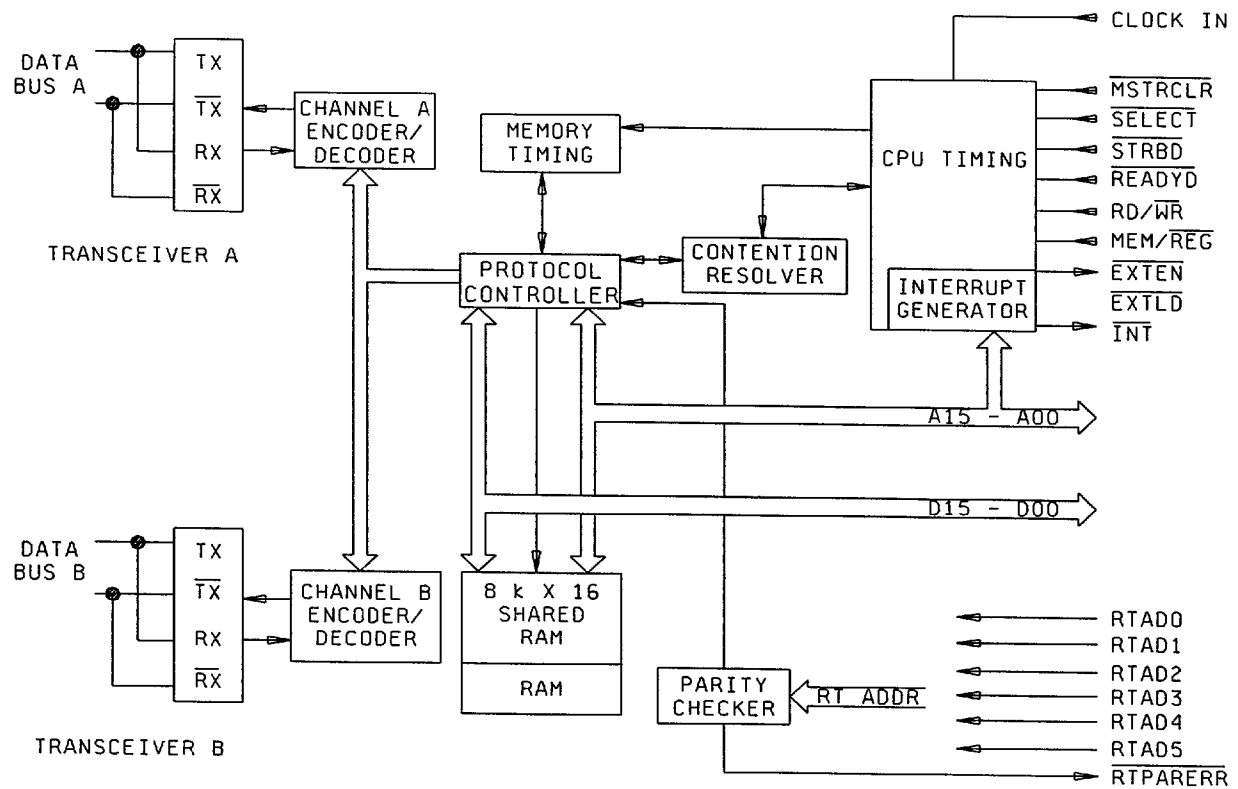 CLOCK IN
DATA
BUS A
TX
TX
RX
RX
TRANSCEIVER A
CHANNEL A
ENCODER/
DECODER
MEMORY
TIMING
CPU TIMING
MSTRCLR
SELECT
STRBD
READYD
RD/WR
MEM/REG
EXTEN
EXTLD
INT
INTERRUPT
GENERATOR
CONTENTION
RESOLVER
PROTOCOL
CONTROLLER
A15 - A00
D15 - D00
DATA
BUS B
TX
TX
RX
RX
TRANSCEIVER B
CHANNEL B
ENCODER/
DECODER
8 k X 16
SHARED
RAM
RAM
PARITY
CHECKER
RT ADDR
RTAD0
RTAD1
RTAD2
RTAD3
RTAD4
RTAD5
RTPARERR